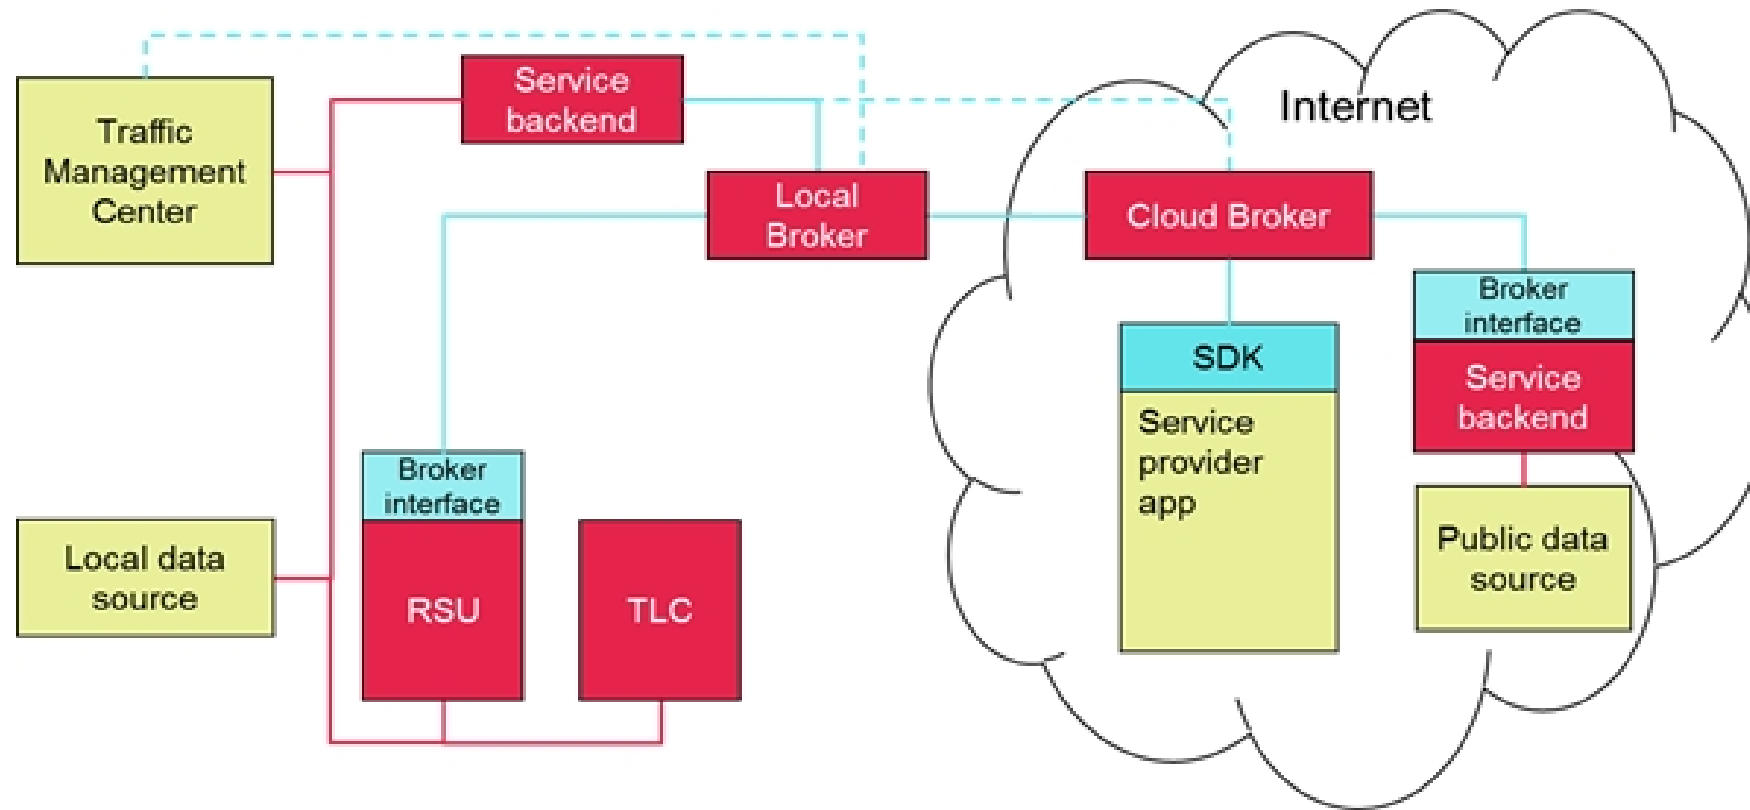 Traffic
Management
Center
Service
backend
Internet
Local
Broker
Cloud Broker
Broker
interface
Service
backend
SDK
Service
provider
app
Public data
source
Broker
interface
RSU
TLC
Local data
source